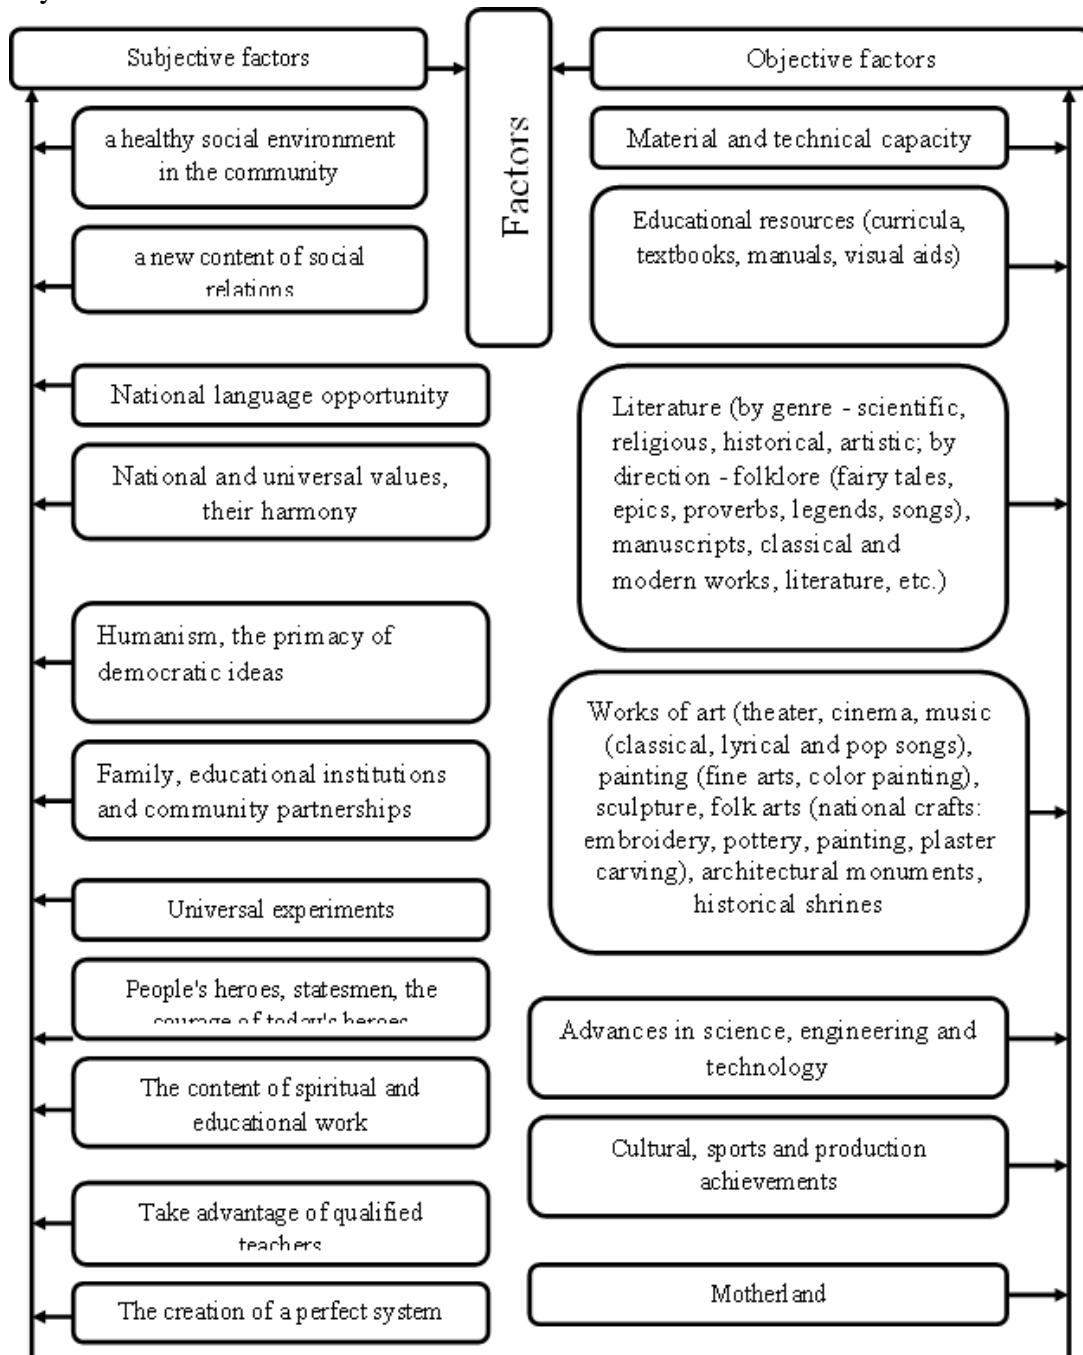 Subjective factors
Factors
Objective factors
a healthy social environment
in the community
a new content of social
relations
National language opportunity
National and universal values,
their harmony
Humanism, the primacy of
democratic ideas
Family, educational institutions
and community partnerships
Universal experiments
People's heroes, statesmen, the
courage of today's heroes
The content of spiritual and
educational work
Take advantage of qualified
teachers
The creation of a perfect system
Material and technical capacity
Educational resources (curricula,
textbooks, manuals, visual aids)
Literature (by genre - scientific,
religious, historical, artistic; by
direction - folklore (fairy tales,
epics, proverbs, legends, songs),
manuscripts, classical and
modern works, literature, etc.)
Works of art (theater, cinema, music
(classical, lyrical and pop songs),
painting (fine arts, color painting),
sculpture, folk arts (national crafts:
embroidery, pottery, painting, plaster
carving), architectural monuments,
historical shrines
Advances in science, engineering and
technology
Cultural, sports and production
achievements
Motherland